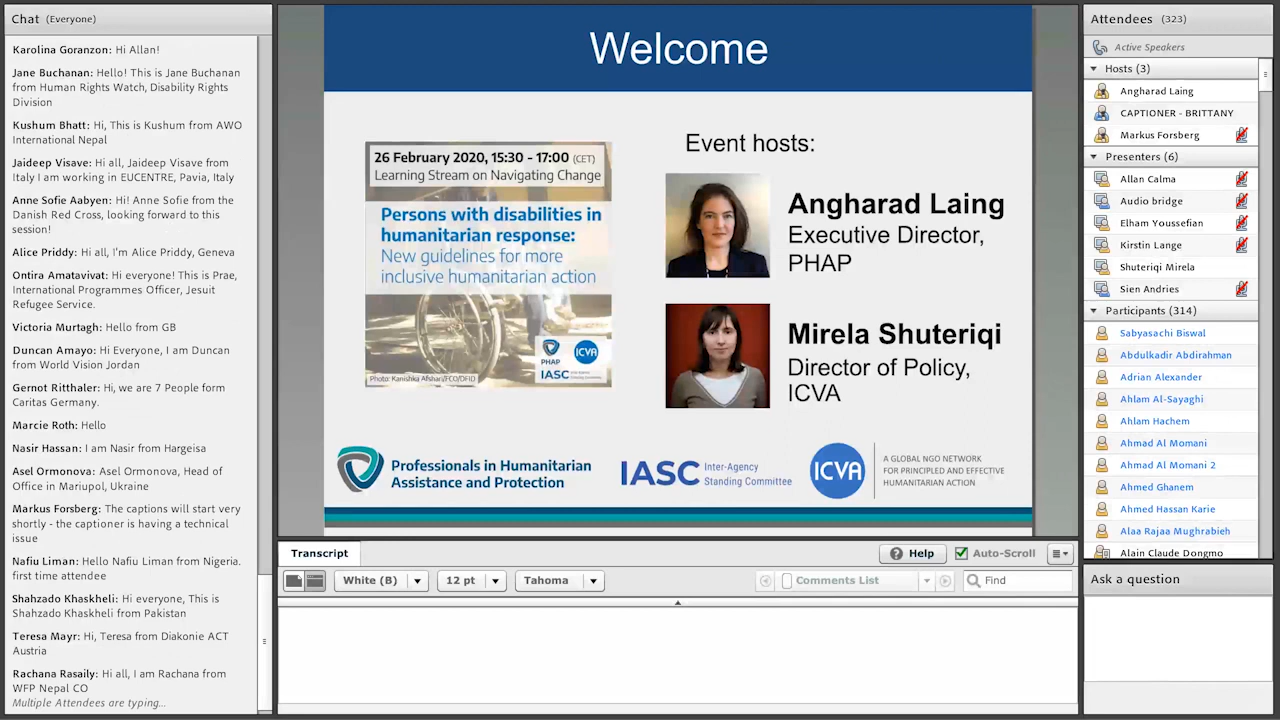 Chat (Everyone)
Karolina Goranzon: Hi Allan!
Jane Buchanan: Hello! This is Jane Buchanan
from Human Rights Watch, Disability Rights
Division
Kushum Bhatt: Hi, This is Kushum from AWO
International Nepal
Jaideep Visave: Hi all, Jaideep Visave from
Italy I am working in EUCENTRE, Pavia, Italy
Anne Sofie Aabyen: Hi! Anne Sofie from the
Danish Red Cross, looking forward to this
session!
Alice Priddy: Hi all, I'm Alice Priddy, Geneva
Ontira Amatavivat: Hi everyone! This is Prae,
International Programmes Officer, Jesuit
Refugee Service.
Victoria Murtagh: Hello from GB
Duncan Amayo: Hi Everyone, I am Duncan
from World Vision Jordan
Gernot Ritthaler: Hi, we are 7 People form
Caritas Germany.
Marcie Roth: Hello
Nasir Hassan: I am Nasir from Hargeisa
Asel Ormonova: Asel Ormonova, Head of
Office in Mariupol, Ukraine
Markus Forsberg: The captions will start very
shortly - the captioner is having a technical
issue
Nafiu Liman: Hello Nafiu Liman from Nigeria.
first time attendee
Shahzado Khaskheli: Hi everyone, This is
Shahzado Khaskheli from Pakistan
Teresa Mayr: Hi, Teresa from Diakonie ACT
Austria
Rachana Rasaily: Hi all, I am Rachana from
WFP Nepal CO
Multiple Attendees are typing...
Welcome
26 February 2020, 15:30 - 17:00 (CET)
Learning Stream on Navigating Change
Persons with disabilities in
humanitarian response:
New guidelines for more
inclusive humanitarian action
PHAP
ICVA
IASC
Photo: Kanishka Afshari/FCO/DFID
Event hosts:
Angharad Laing
Executive Director,
PHAP
Mirela Shuteriqi
Director of Policy,
ICVA
Professionals in Humanitarian
Assistance and Protection
IASC Inter-Agency
Standing Committee
ICVA
A GLOBAL NGO NETWORK
FOR PRINCIPLED AND EFFECTIVE
HUMANITARIAN ACTION
Transcript
Help
Auto-Scroll
White (B)
12 pt
Tahoma
Comments List
Find
Attendees (323)
Active Speakers
Hosts (3)
Angharad Laing
CAPTIONER - BRITTANY
Markus Forsberg
Presenters (6)
Allan Calma
Audio bridge
Elham Youssefian
Kirstin Lange
Shuteriqi Mirela
Sien Andries
Participants (314)
Sabyasachi Biswal
Abdulkadir Abdirahman
Adrian Alexander
Ahlam Al-Sayaghi
Ahlam Hachem
Ahmad Al Momani
Ahmad Al Momani 2
Ahmed Ghanem
Ahmed Hassan Karie
Alaa Rajaa Mughrabieh
Alain Claude Dongmo
Ask a question